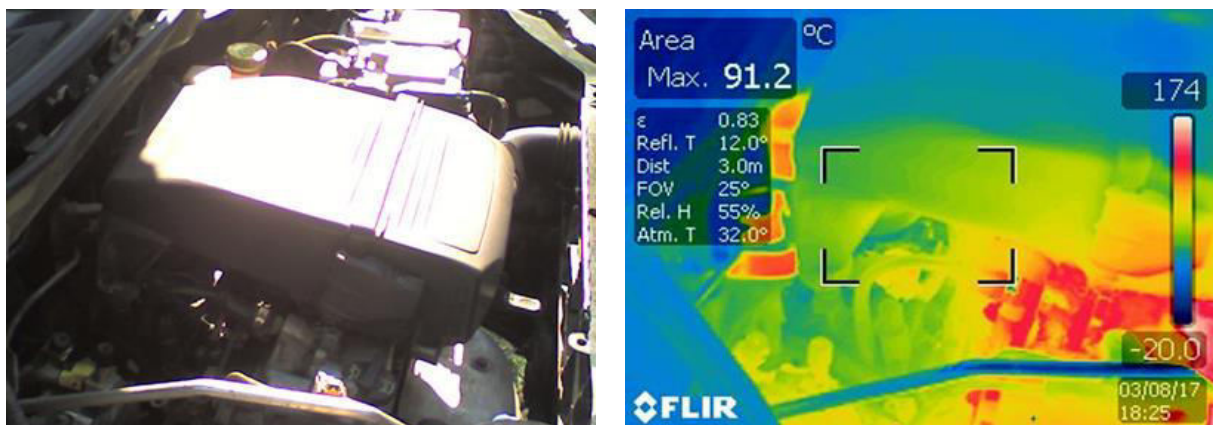 Area
Max. 91.2
°C
174
ε 0.83
Refl. T 12.0°
Dist 3.0m
FOV 25°
Rel. H 55%
Atm. T 32.0°
-20.0
03/08/17
18:25
FLIR